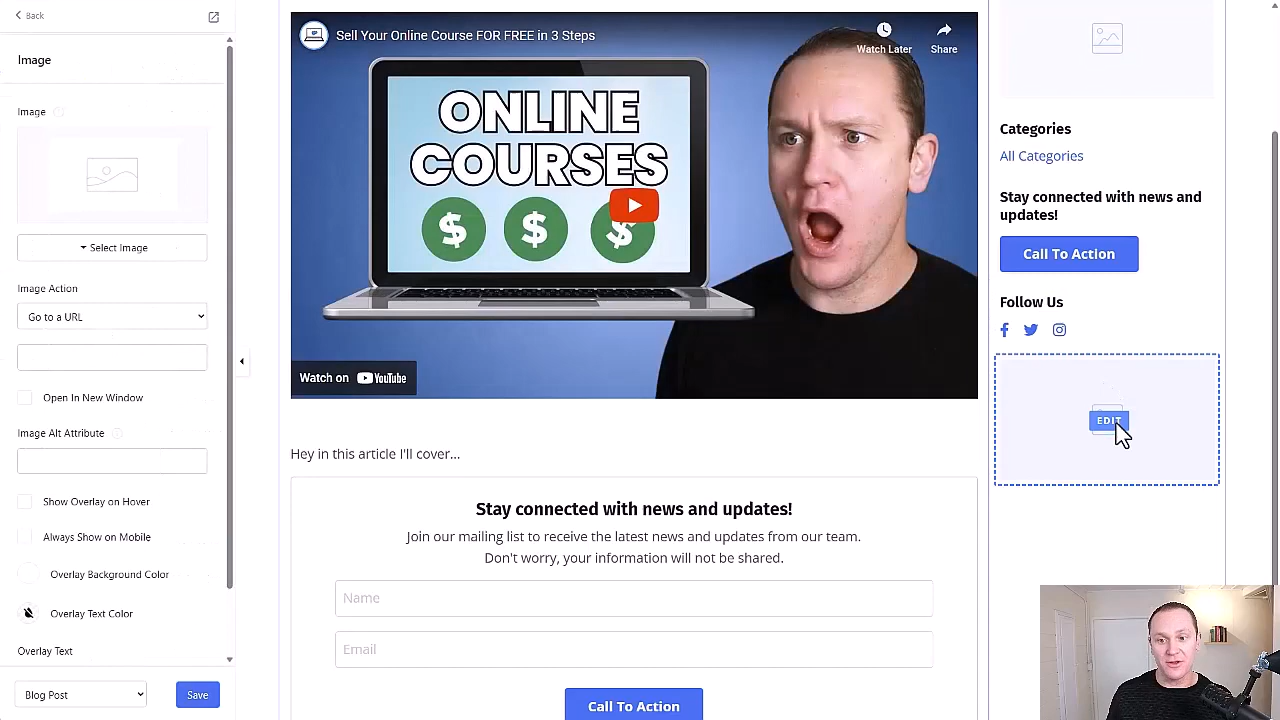 Back
Image
Image
Select Image
Image Action
Go to a URL
Open In New Window
Image Alt Attribute
Show Overlay on Hover
Always Show on Mobile
Overlay Background Color
Overlay Text Color
Overlay Text
Blog Post
Save
Sell Your Online Course FOR FREE in 3 Steps
Watch Later
Share
ONLINE
COURSES
$ $ $
Watch on YouTube
Hey in this article I'll cover...
Stay connected with news and updates!
Join our mailing list to receive the latest news and updates from our team.
Don't worry, your information will not be shared.
Name
Email
Call To Action
Categories
All Categories
Stay connected with news and
updates!
Call To Action
Follow Us
EDIT